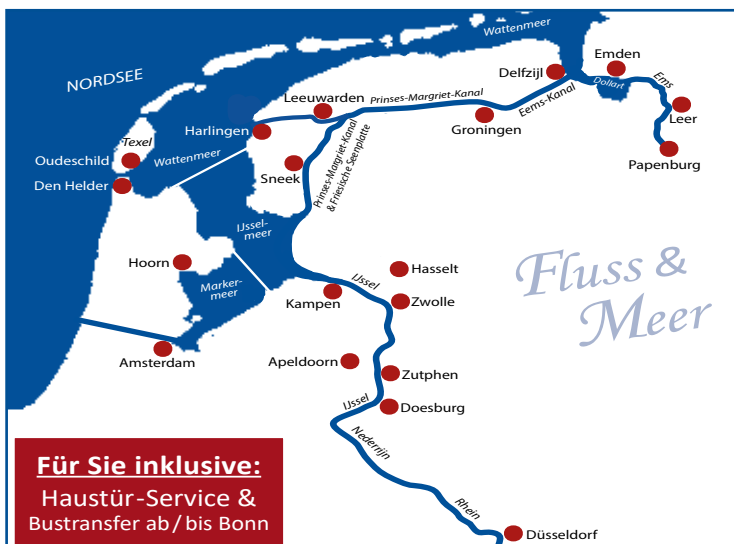 Wattenmeer
NORDSEE
Emden
Delfzijl
Dollart
Ems
Leeuwarden
Prinses-Margriet-Kanal
Eems-Kanal
Leer
Harlingen
Groningen
Texel
Oudeschild
Wattenmeer
Papenburg
Sneek
Prinses-Margriet-Kanal
& Friesische Seenplatte
Den Helder
IJssel-
meer
Hoorn
Hasselt
IJssel
Fluss &
Meer
Marker-
meer
Kampen
Zwolle
Amsterdam
Apeldoorn
Zutphen
IJssel
Doesburg
Nederrijn
Für Sie inklusive:
Haustür-Service &
Bustransfer ab/bis Bonn
Rhein
Düsseldorf